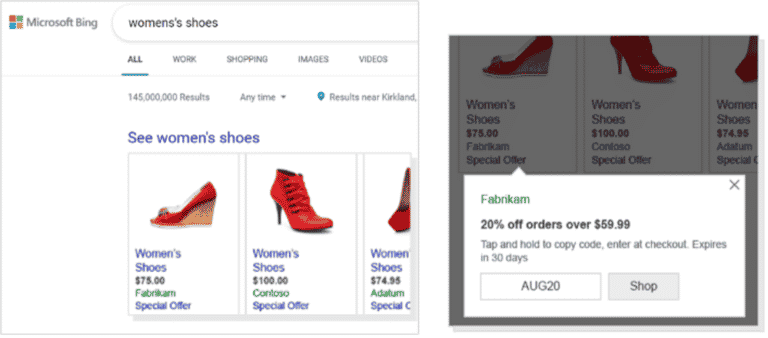 Microsoft Bing
womens's shoes
ALL WORK SHOPPING IMAGES VIDEOS
145,000,000 Results Any time Results near Kirkland,
See women's shoes
Women's Shoes
$75.00
Fabrikam
Special Offer
Women's Shoes
$100.00
Contoso
Special Offer
Women's Shoes
$74.95
Adatum
Special Offer
Women's
Shoes
$75.00
Fabrikam
Special Offer
Women's
Shoes
$100.00
Contoso
Special Offer
Women's
Shoes
$74.95
Adatum
Special Offer
Fabrikam
20% off orders over $59.99
Tap and hold to copy code, enter at checkout. Expires
in 30 days
AUG20 Shop